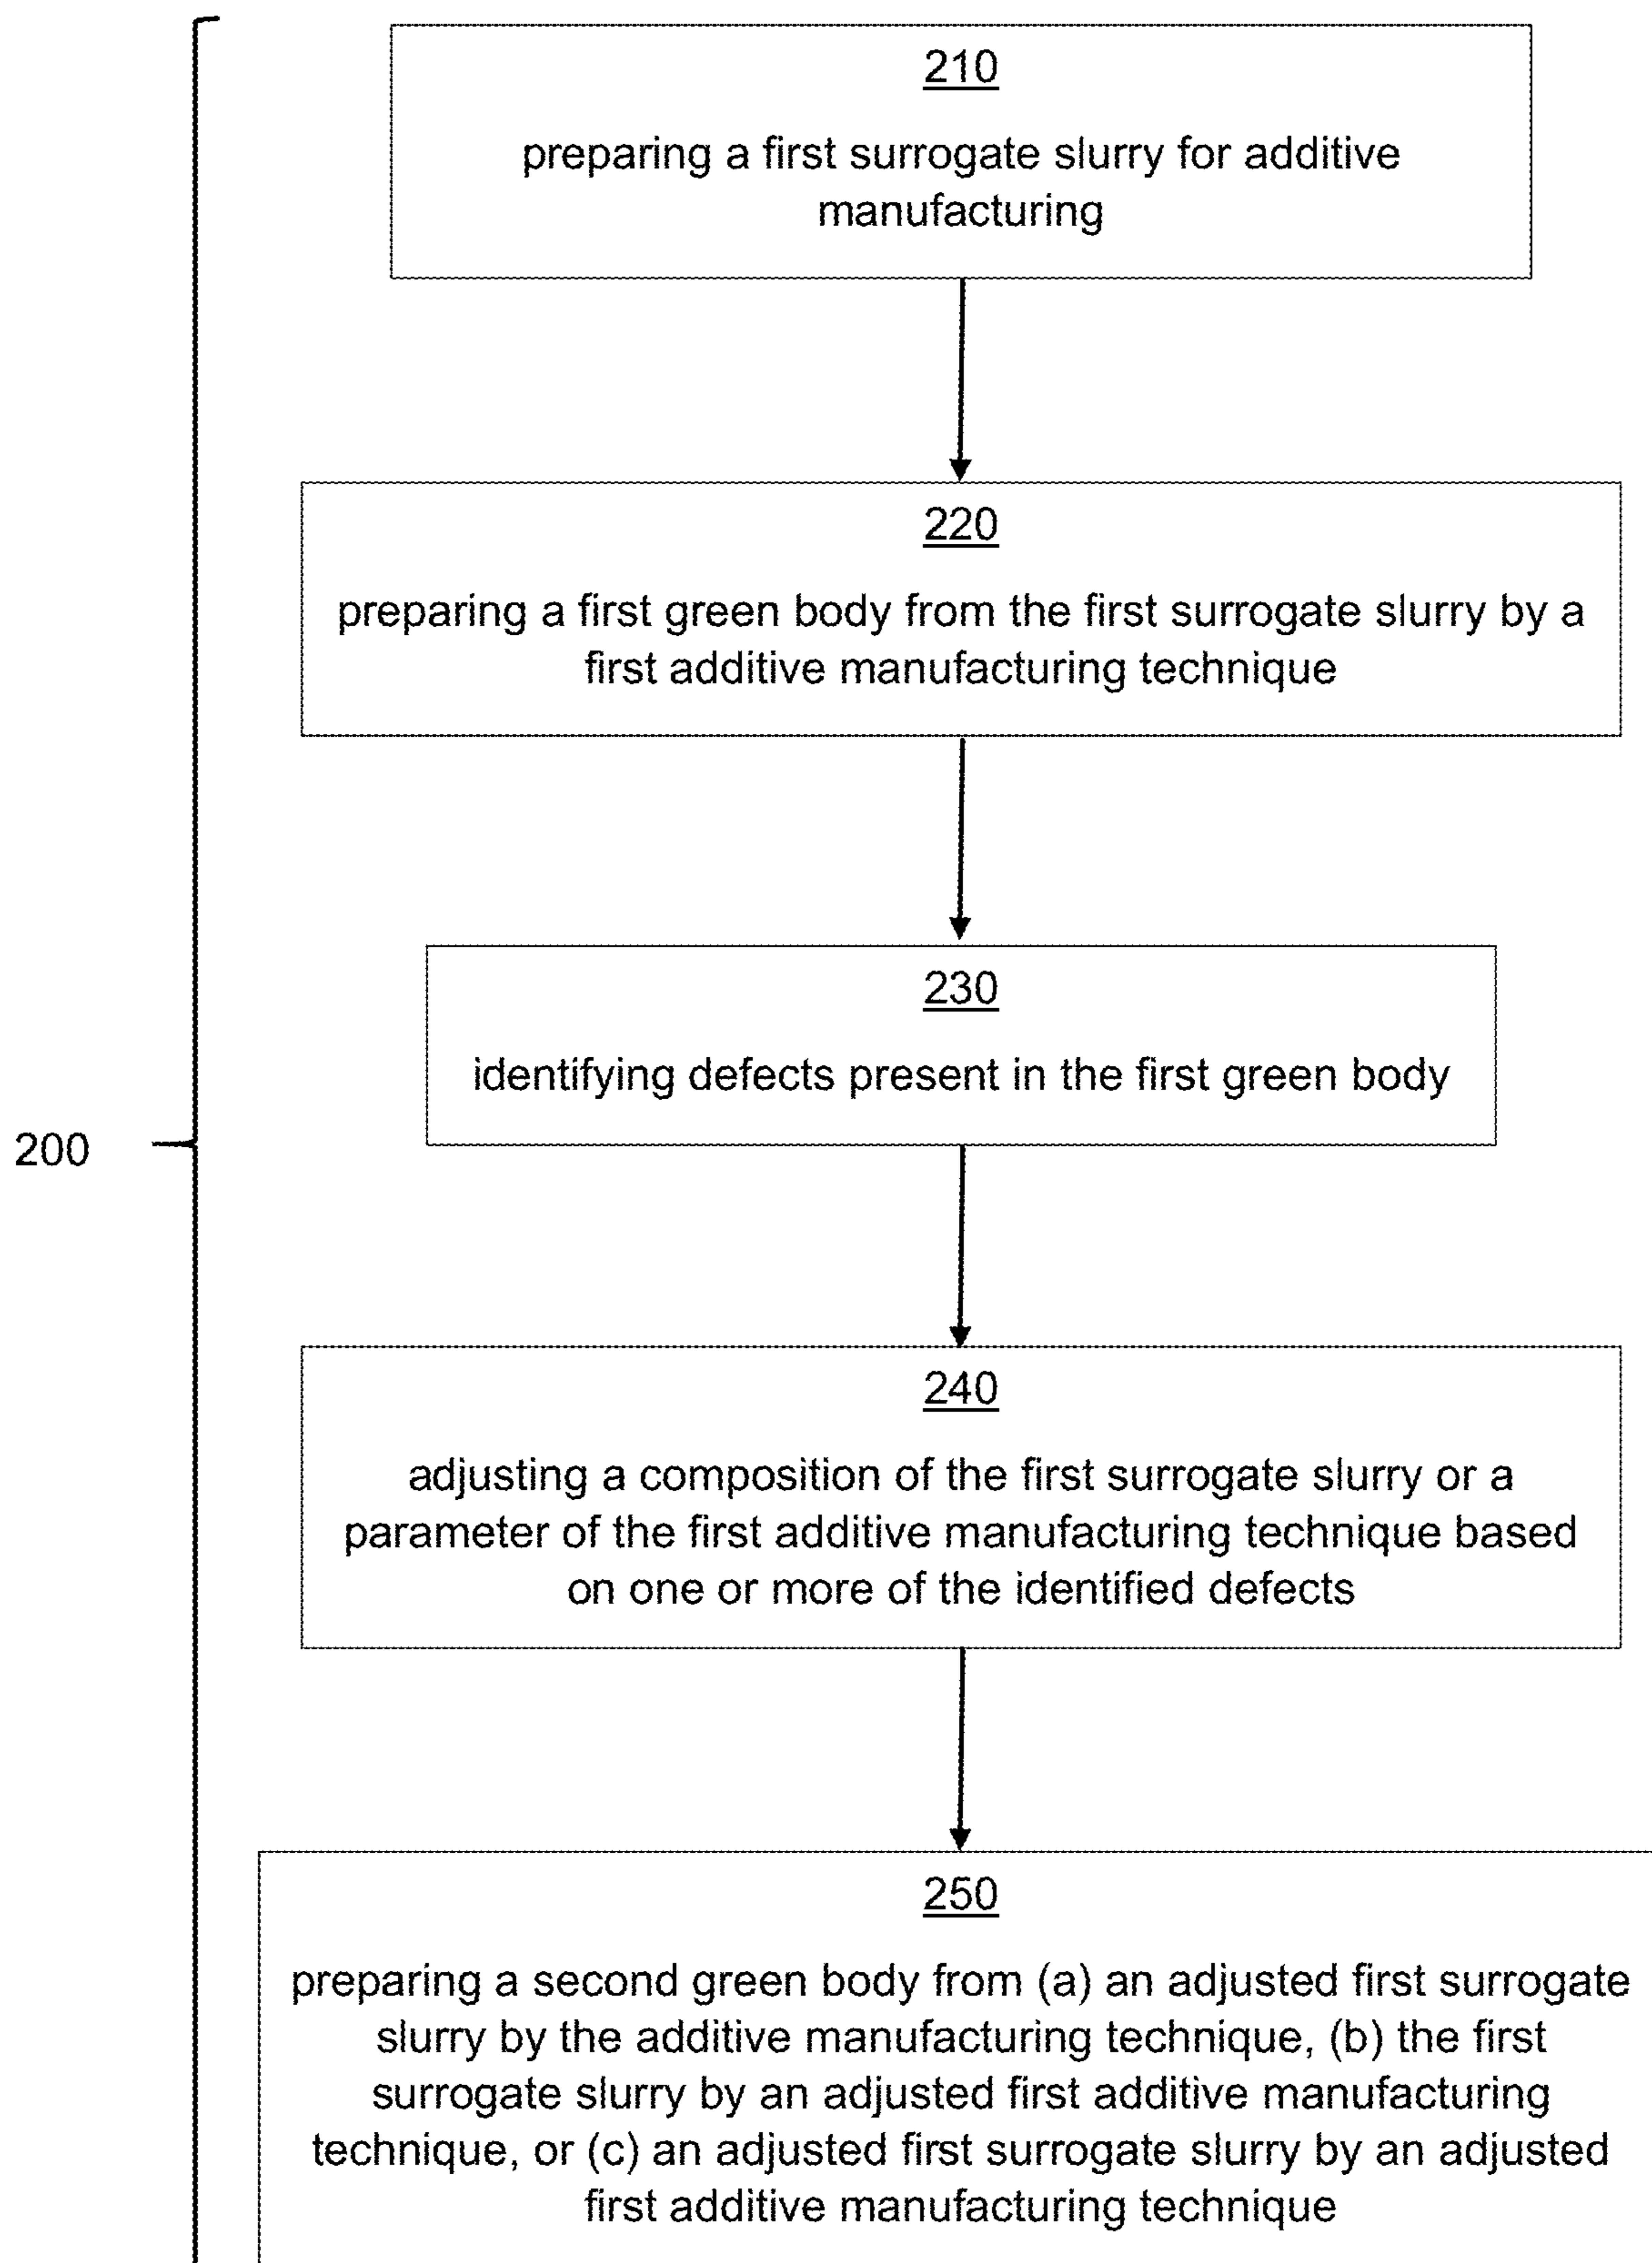 210
preparing a first surrogate slurry for additive
manufacturing
220
preparing a first green body from the first surrogate slurry by a
first additive manufacturing technique
230
identifying defects present in the first green body
200
240
adjusting a composition of the first surrogate slurry or a
parameter of the first additive manufacturing technique based
on one or more of the identified defects
250
preparing a second green body from (a) an adjusted first surrogate
slurry by the additive manufacturing technique, (b) the first
surrogate slurry by an adjusted first additive manufacturing
technique, or (c) an adjusted first surrogate slurry by an adjusted
first additive manufacturing technique